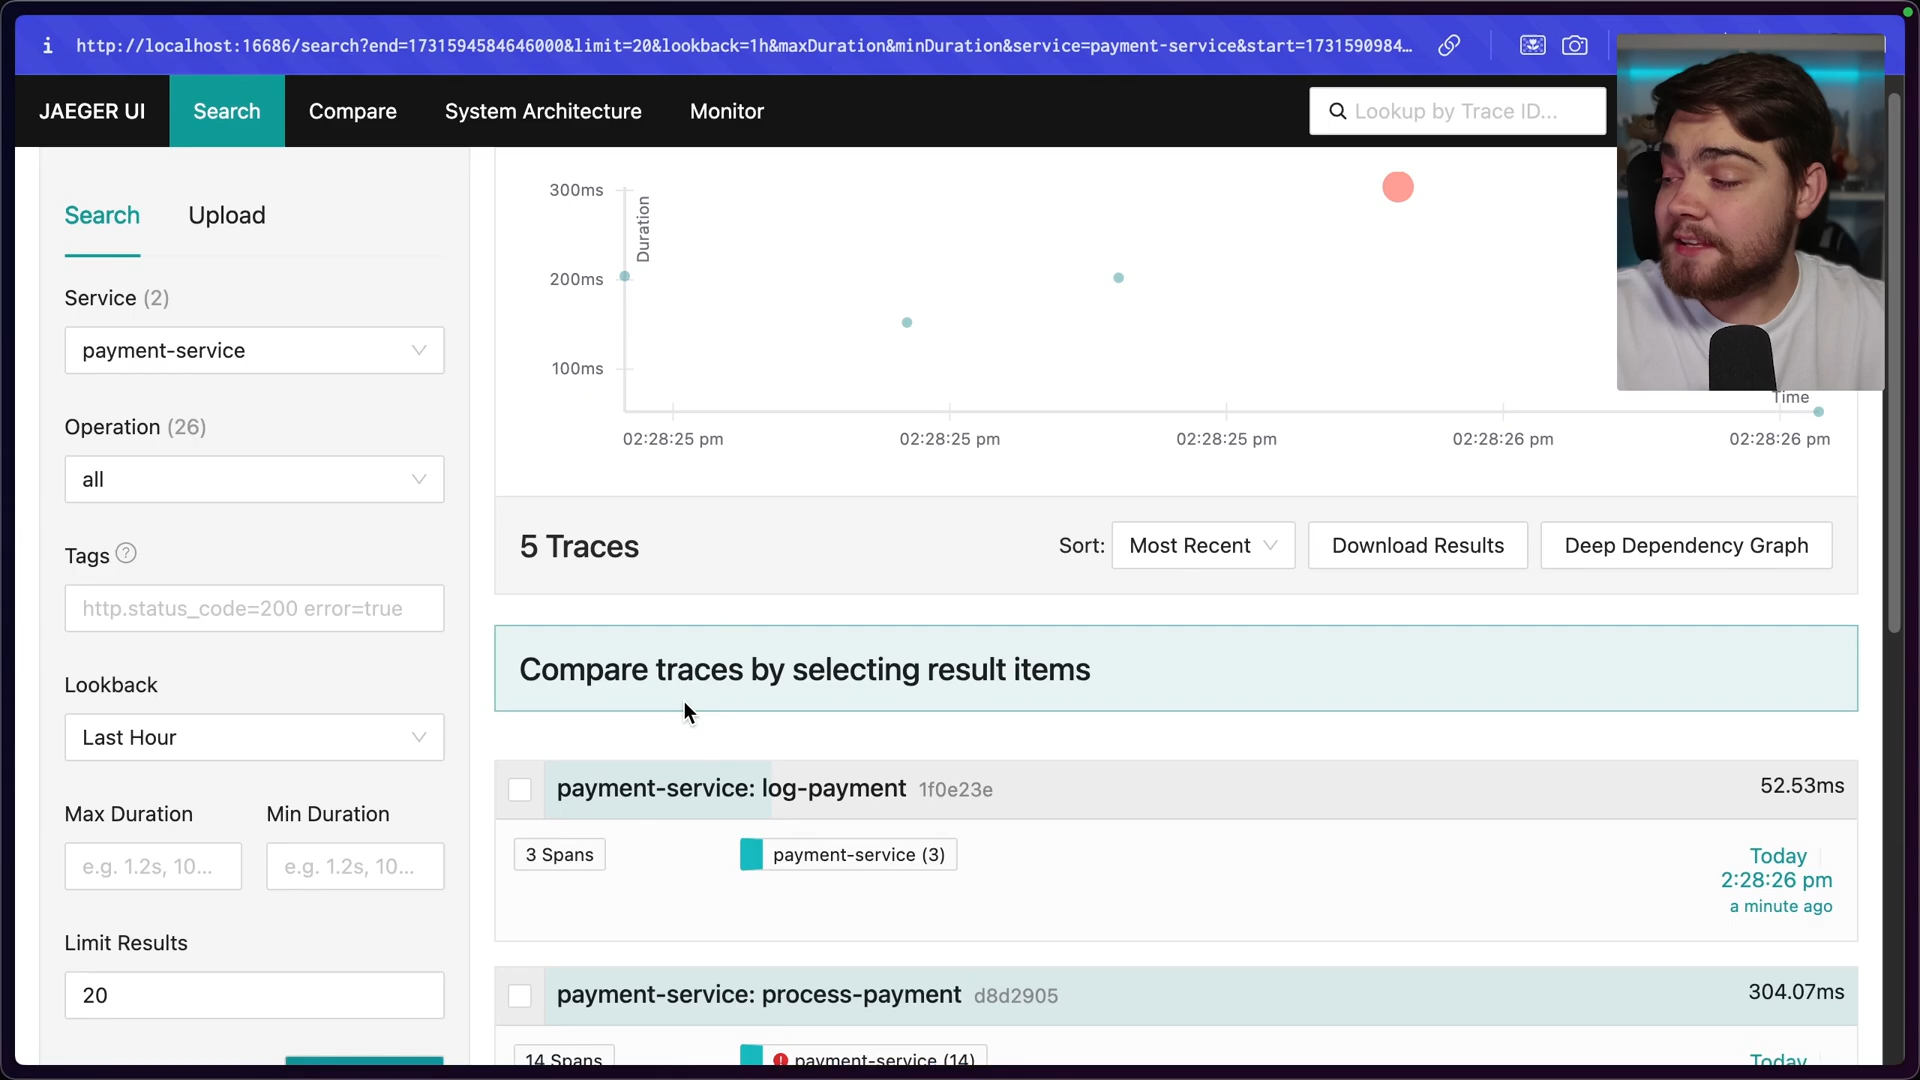 http://localhost:16686/search?end=1731594584646000&limit=20&lookback=1h&maxDuration&minDuration&service=payment-service&start=1731590984...
JAEGER UI
Search
Compare
System Architecture
Monitor
Lookup by Trace ID...
Search
Upload
Service (2)
payment-service
Operation (26)
all
Tags ?
http.status_code=200 error=true
Lookback
Last Hour
Max Duration
Min Duration
e.g. 1.2s, 10...
e.g. 1.2s, 10...
Limit Results
20
300ms
200ms
100ms
Duration
Time
02:28:25 pm
02:28:25 pm
02:28:25 pm
02:28:26 pm
02:28:26 pm
5 Traces
Sort:
Most Recent
Download Results
Deep Dependency Graph
Compare traces by selecting result items
payment-service: log-payment 1f0e23e
52.53ms
3 Spans
payment-service (3)
Today
2:28:26 pm
a minute ago
payment-service: process-payment d8d2905
304.07ms
14 Spans
payment-service (14)
Today